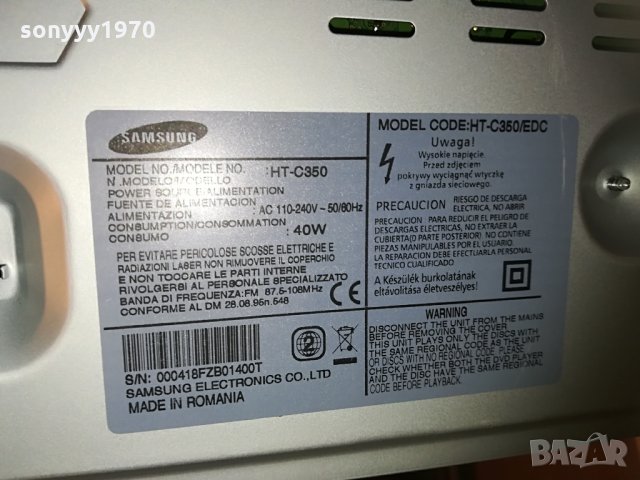 sonyyy1970
SAMSUNG
MODEL NO./MODELE NO. :HT-C350
N .MODELO/MODELLO
POWER SOURCE ALIMENTATION
FUENTE DE ALIMENTACION
ALIMENTAZIONE : AC 110-240V ~ 50/60Hz
CONSUMPTION/CONSOMMATION
CONSUMO : 40W
PER EVITARE PERICOLOSE SCOSSE ELETTRICHE E
RADIAZIONI LASER NON RIMUOVERE IL COPERCHIO
E NON TOCCARE LE PARTI INTERNE
RIVOLGERSI AL PERSONALE SPECIALIZZATO
BANDA DI FREQUENZA:FM 87.5-108MHz
CONFORME AL DM 28.08.95n.548
CE
2
S/N: 000418FZB01400T
SAMSUNG ELECTRONICS CO.,LTD
MADE IN ROMANIA
MODEL CODE:HT-C350/EDC
Uwaga!
Wysokie napięcie.
Przed zdjęciem
pokrywy wyciągnąć wtyczkę
z gniazda sieciowego.
PRECAUCION RIESGO DE DESCARGA
ELECTRICA, NO ABRIR
PRECAUCION: PARA REDUCIR EL PELIGRO DE
DESCARGAS ELECTRICAS, NO EXTRAER LA
CUBIERTA(O PARTE POSTERIOR) NO CONTIENE
PIEZAS MANIPULABLES POR EL USUARIO.
LA REPARACION DEBE EFECTUARLA PERSONAL
TECNICO CUALIFICADO
A Készülék burkolatának
eltávolítása életveszélyes!
WARNING
DISCONNECT THE UNIT FROM THE MAINS
BEFORE REMOVING THE COVER
THIS UNIT PLAYS ONLY THE DISCS WITH
THE SAME REGIONAL CODE AS THE UNIT
OR DISCS WITH NO REGIONAL CODE. PLEASE
CHECK WHETHER BOTH THE DVD PLAYER
AND THE DISC HAVE THE SAME REGIONAL
CODE BEFORE PLAYBACK.
BAZAR